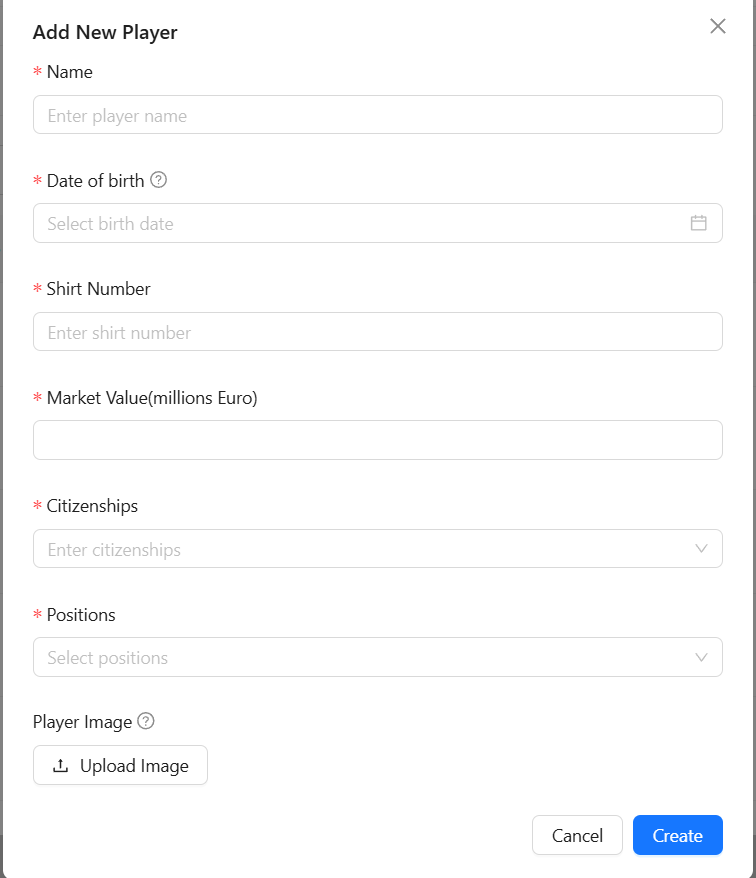 Add New Player
* Name
Enter player name
* Date of birth
Select birth date
* Shirt Number
Enter shirt number
* Market Value(millions Euro)
* Citizenships
Enter citizenships
* Positions
Select positions
Player Image
Upload Image
Cancel Create